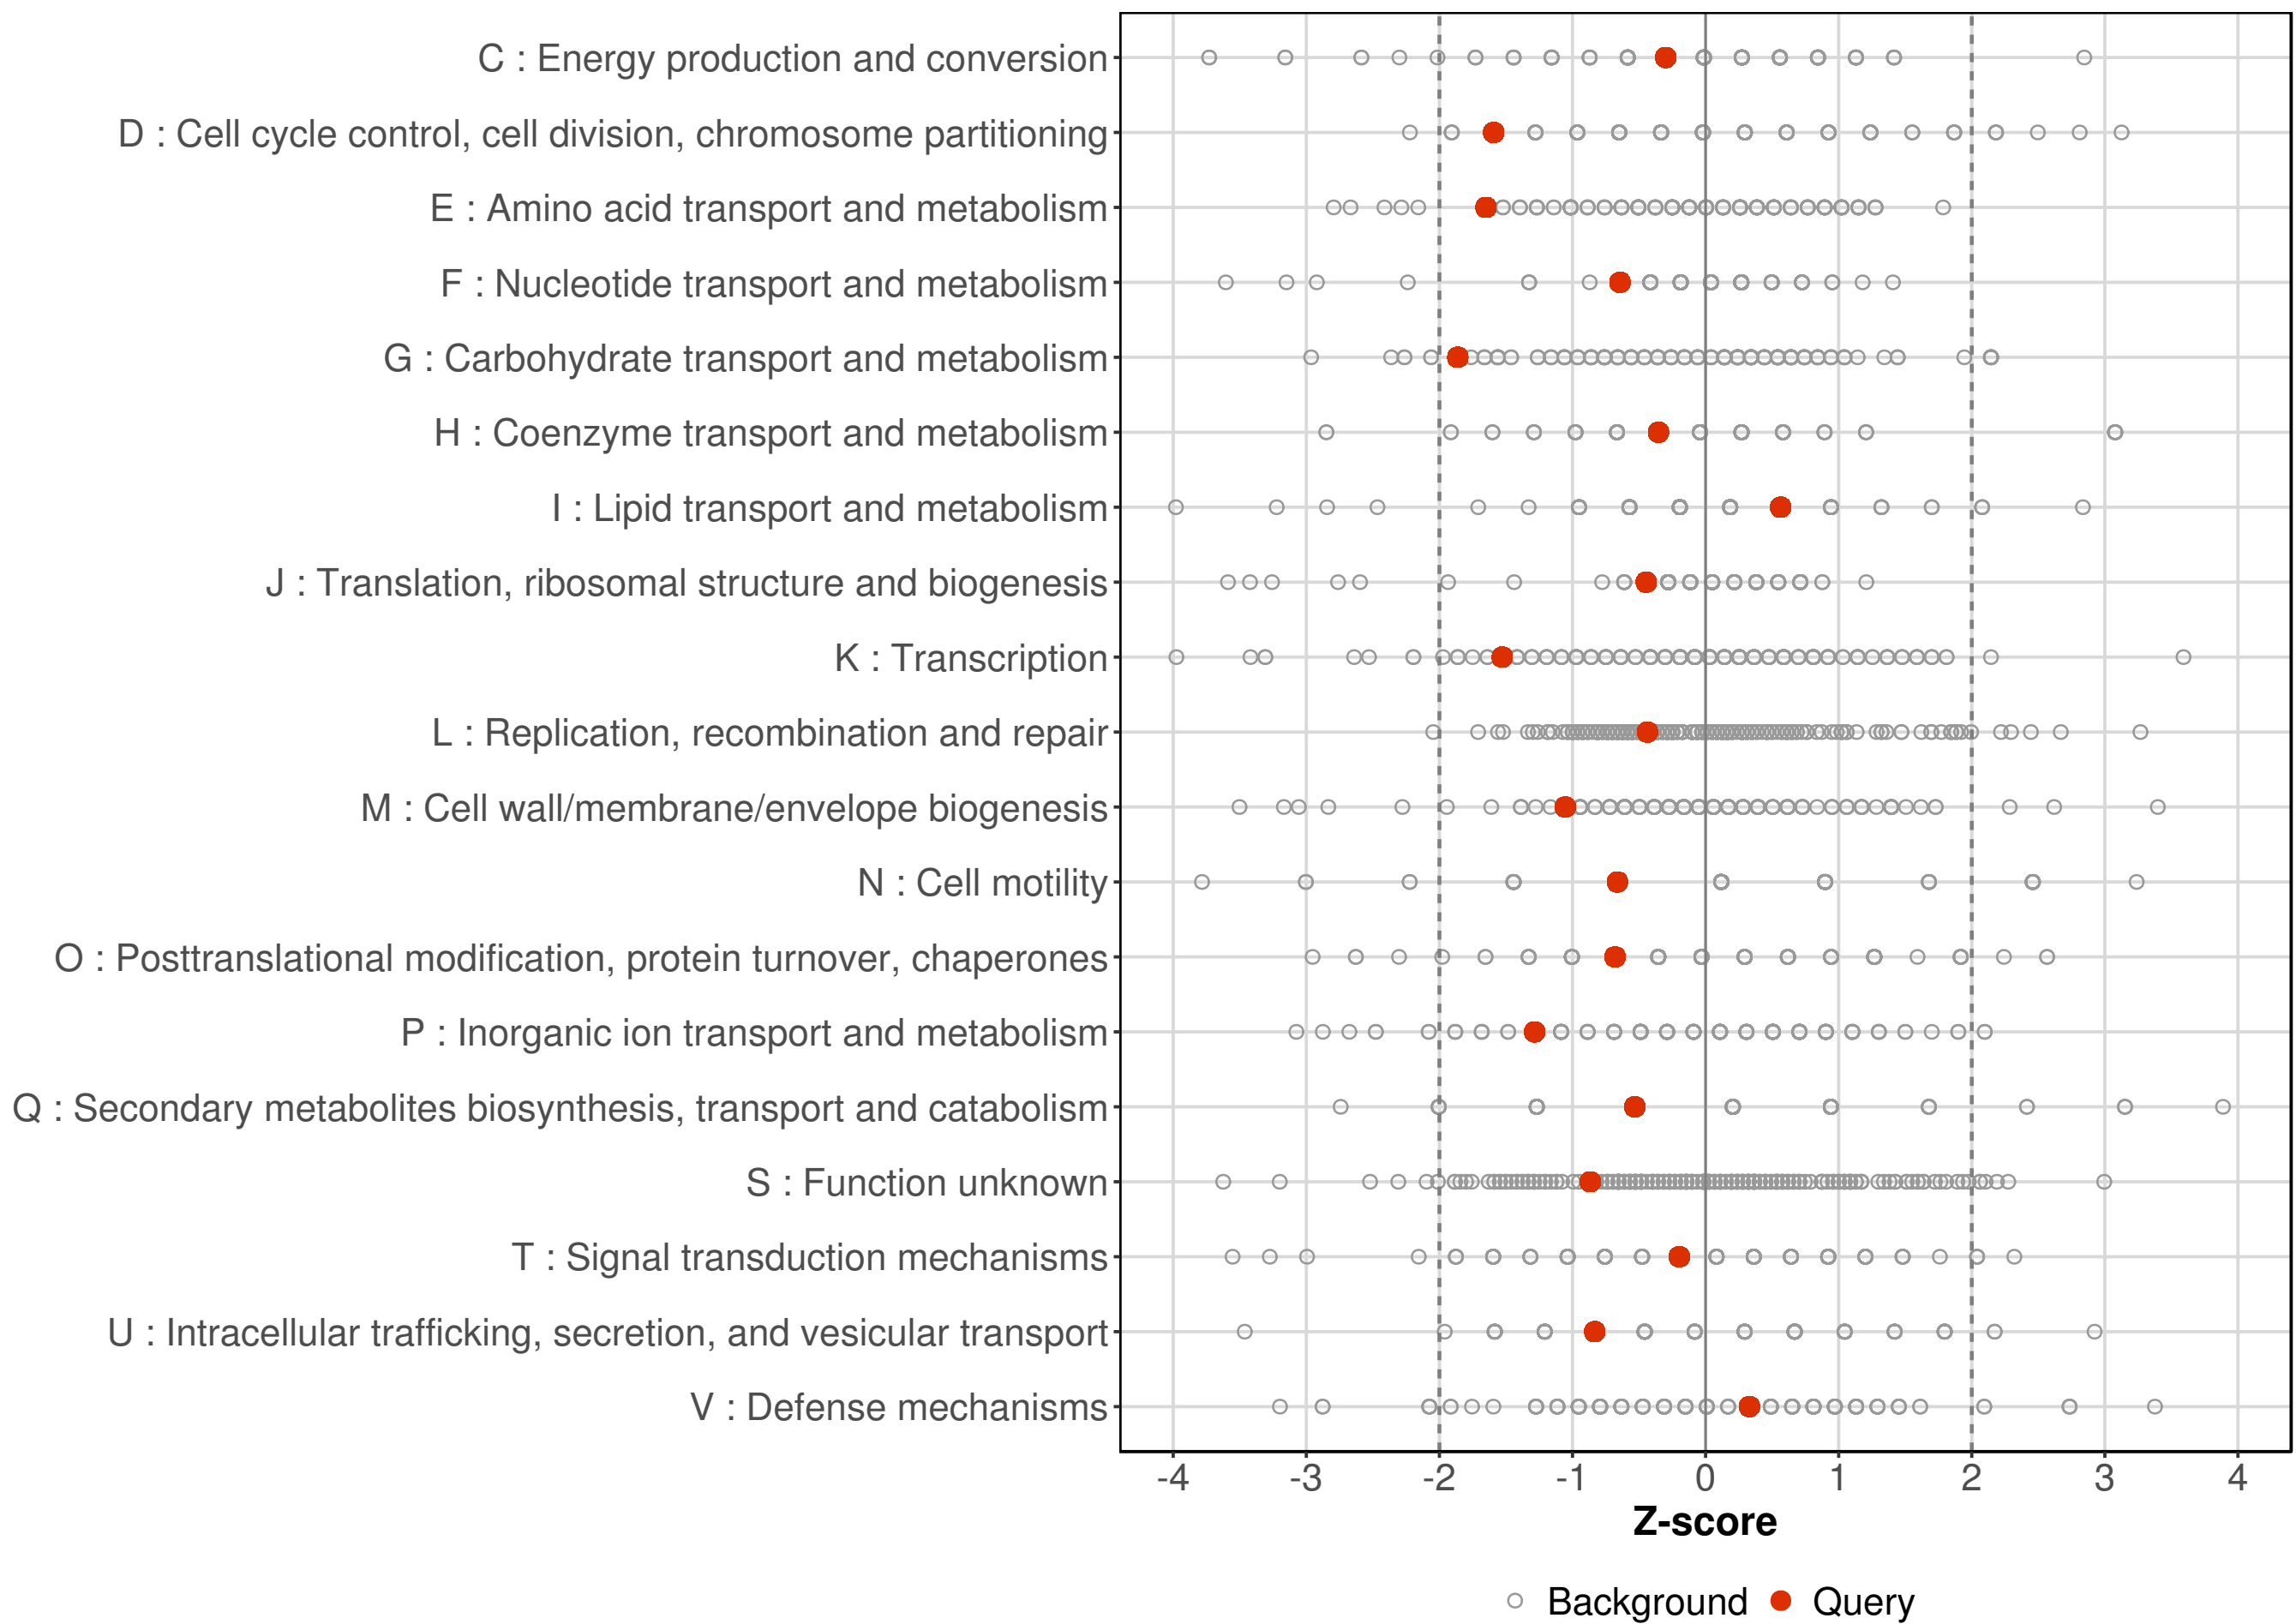 C : Energy production and conversion
D : Cell cycle control, cell division, chromosome partitioning
E : Amino acid transport and metabolism
F : Nucleotide transport and metabolism
G : Carbohydrate transport and metabolism
H : Coenzyme transport and metabolism
I : Lipid transport and metabolism
J : Translation, ribosomal structure and biogenesis
K : Transcription
L : Replication, recombination and repair
M : Cell wall/membrane/envelope biogenesis
N : Cell motility
O : Posttranslational modification, protein turnover, chaperones
P : Inorganic ion transport and metabolism
Q : Secondary metabolites biosynthesis, transport and catabolism
S : Function unknown
T : Signal transduction mechanisms
U : Intracellular trafficking, secretion, and vesicular transport
V : Defense mechanisms
-4 -3 -2 -1 0 1 2 3 4
Z-score
Background Query